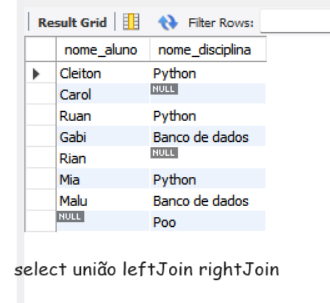 Result Grid Filter Rows:
nome_aluno nome_disciplina
Cleiton Python
Carol NULL
Ruan Python
Gabi Banco de dados
Rian NULL
Mia Python
Malu Banco de dados
NULL Poo
select união leftJoin rightJoin